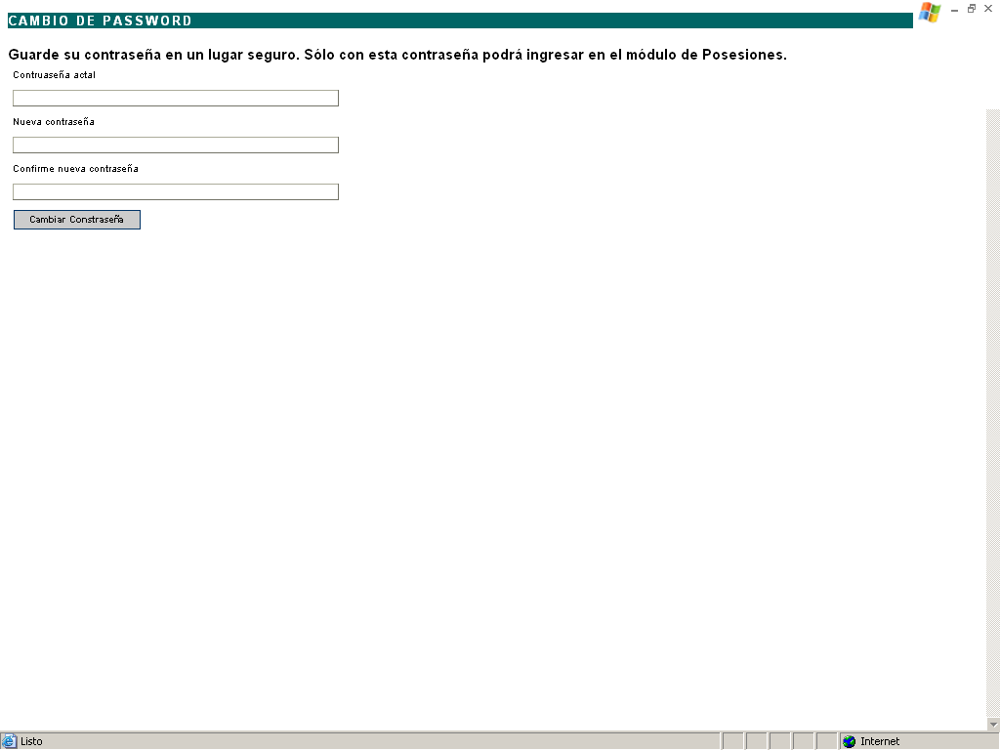 CAMBIO DE PASSWORD
Guarde su contraseña en un lugar seguro. Sólo con esta contraseña podrá ingresar en el módulo de Posesiones.
Contruaseña actal
Nueva contraseña
Confirme nueva contraseña
Cambiar Constraseña
Listo
Internet